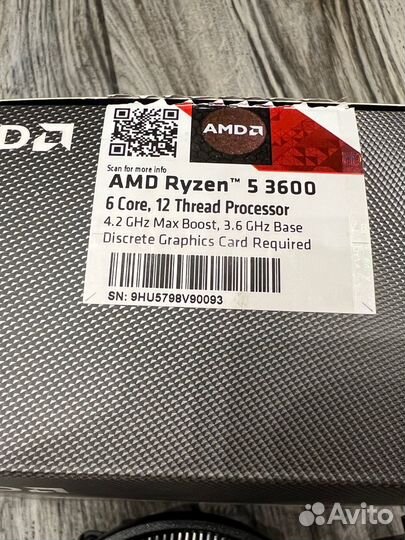 AMD
AMD
Scan for more info
AMD Ryzen™ 5 3600
6 Core, 12 Thread Processor
4.2 GHz Max Boost, 3.6 GHz Base
Discrete Graphics Card Required
SN: 9HU5798V90093
Avito